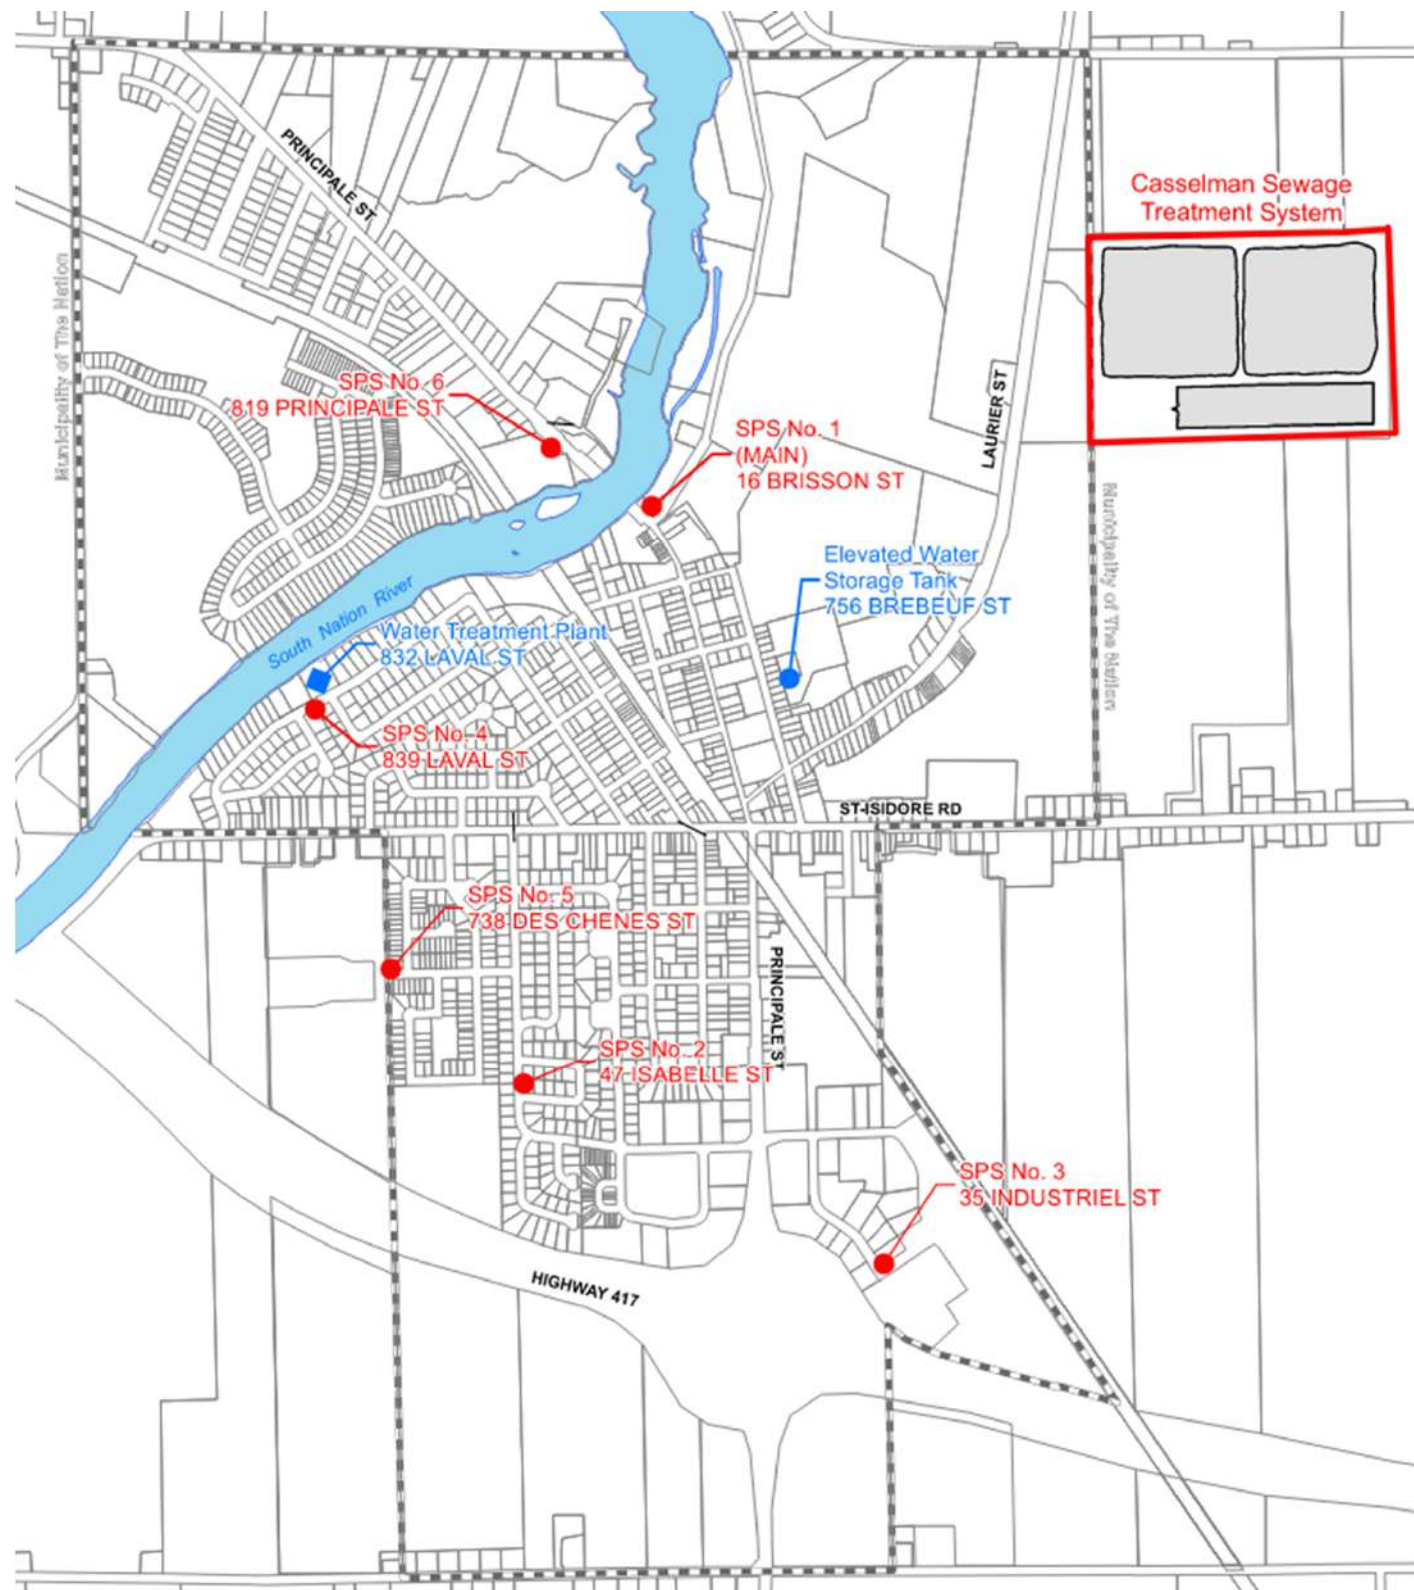 PRINCIPALE ST
Casselman Sewage
Treatment System
Municipality of The Nation
SPS No. 6
819 PRINCIPALE ST
LAURIER ST
SPS No. 1
(MAIN)
16 BRISSON ST
Municipality of The Nation
Elevated Water
Storage Tank
756 BREBEUF ST
South Nation River
Water Treatment Plant
832 LAVAL ST
SPS No. 4
839 LAVAL ST
ST-ISIDORE RD
SPS No. 5
738 DES CHENES ST
PRINCIPALE ST
SPS No. 2
47 ISABELLE ST
SPS No. 3
35 INDUSTRIEL ST
HIGHWAY 417